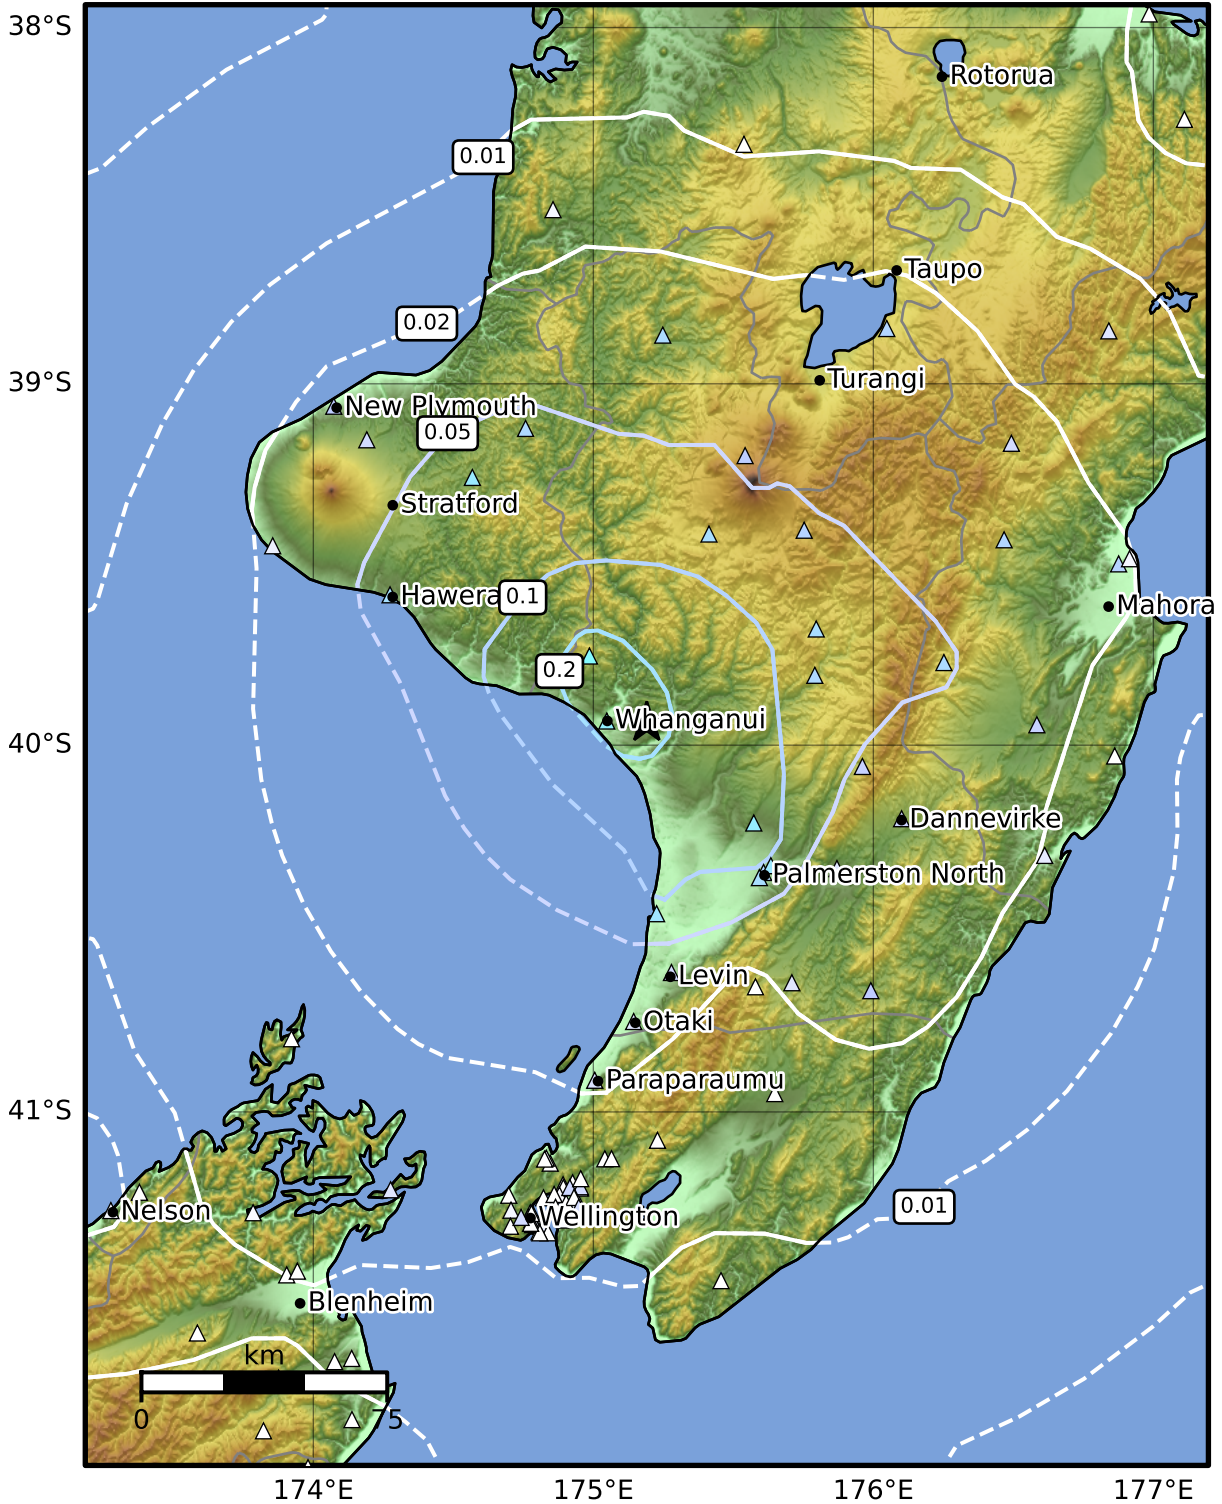 38°S
Rotorua
0.01
Taupo
0.02
39°S
Turangi
New Plymouth
0.05
Stratford
Hawera
0.1
Mahora
0.2
Whanganui
40°S
Dannevirke
Palmerston North
Levin
Otaki
Paraparaumu
41°S
0.01
Nelson
Wellington
Blenheim
km
0
75
174°E
175°E
176°E
177°E